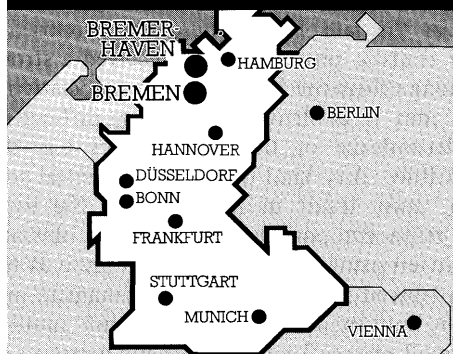 BREMER-
HAVEN
HAMBURG
BREMEN
BERLIN
HANNOVER
DÜSSELDORF
BONN
FRANKFURT
STUTTGART
MUNICH
VIENNA